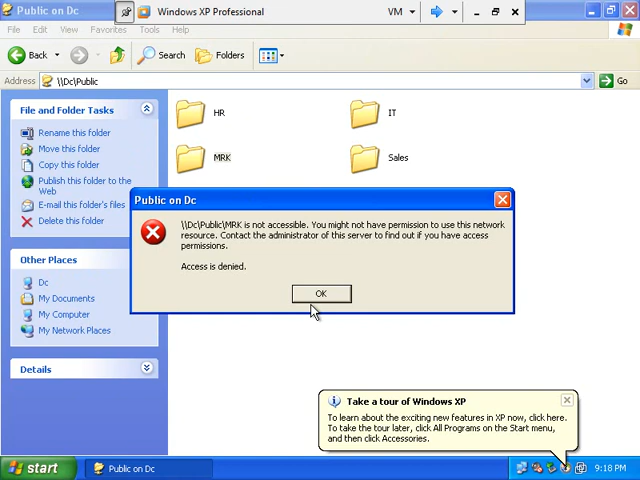 Public on Dc
Windows XP Professional
VM
File Edit View Favorites Tools Help
Back
Search
Folders
Address
\\Dc\Public
Go
File and Folder Tasks
Rename this folder
Move this folder
Copy this folder
Publish this folder to the
Web
E-mail this folder's files
Delete this folder
Other Places
Dc
My Documents
My Computer
My Network Places
Details
HR
IT
MRK
Sales
Public on Dc
\\Dc\Public\MRK is not accessible. You might not have permission to use this network
resource. Contact the administrator of this server to find out if you have access
permissions.
Access is denied.
OK
Take a tour of Windows XP
To learn about the exciting new features in XP now, click here.
To take the tour later, click All Programs on the Start menu,
and then click Accessories.
start
Public on Dc
9:18 PM